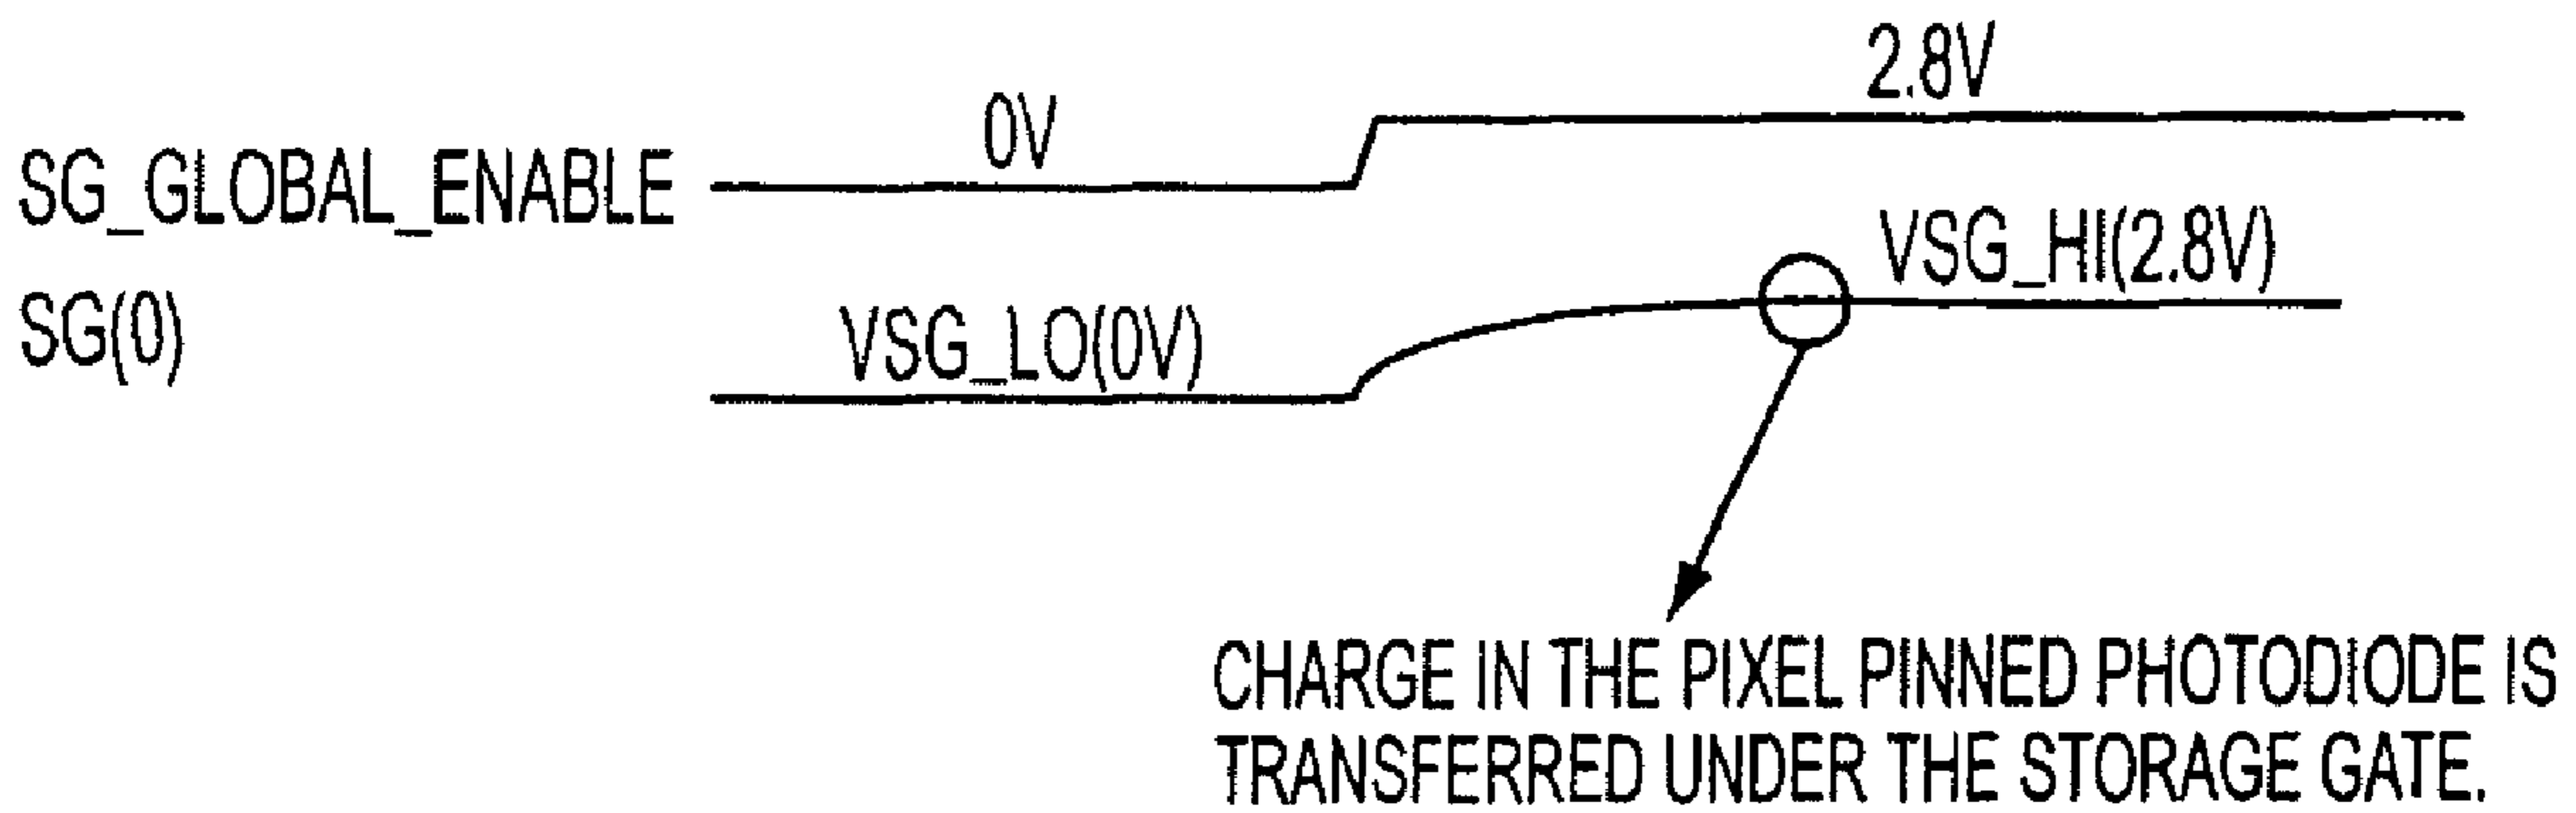 2.8V
0V
SG_GLOBAL_ENABLE
VSG_HI(2.8V)
SG(0)
VSG_LO(0V)
CHARGE IN THE PIXEL PINNED PHOTODIODE IS
TRANSFERRED UNDER THE STORAGE GATE.